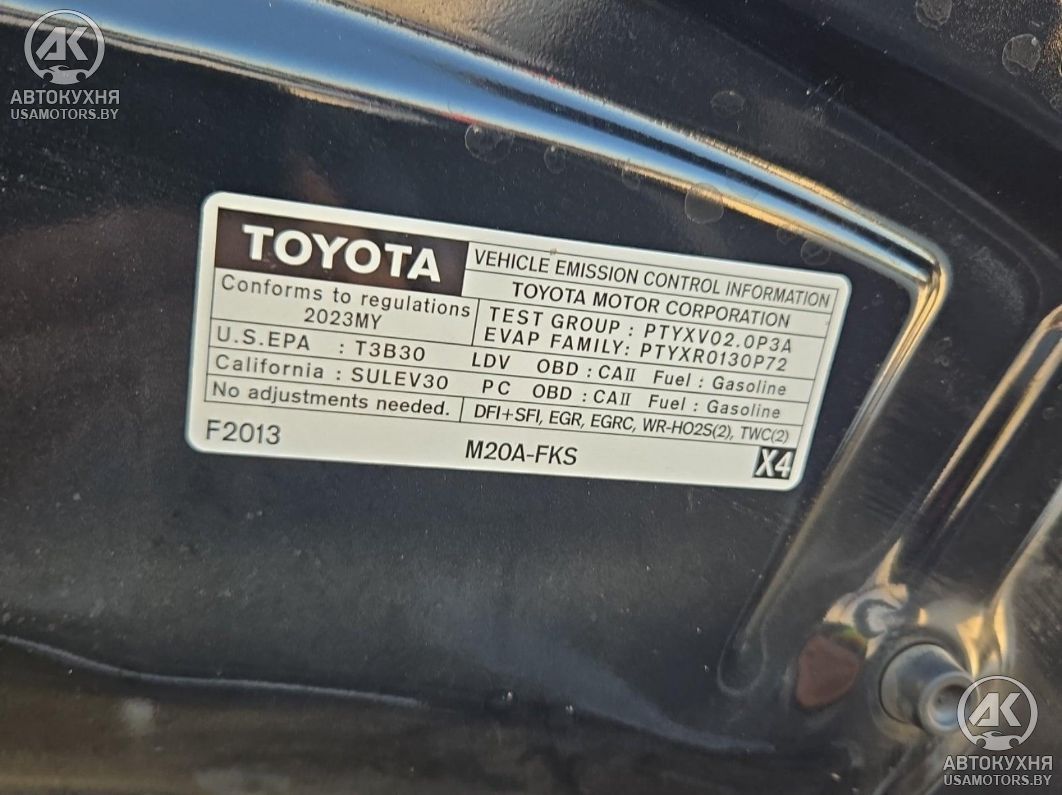 AK
АВТОКУХНЯ
USAMOTORS.BY
TOYOTA
VEHICLE EMISSION CONTROL INFORMATION
TOYOTA MOTOR CORPORATION
Conforms to regulations
2023MY
TEST GROUP : PTYXV02.0P3A
EVAP FAMILY: PTYXR0130P72
U.S.EPA : T3B30 LDV OBD : CAII Fuel : Gasoline
California : SULEV30 PC OBD : CAII Fuel : Gasoline
No adjustments needed. DFI+SFI, EGR, EGRC, WR-HO2S(2), TWC(2)
F2013 M20A-FKS X4
AK
АВТОКУХНЯ
USAMOTORS.BY